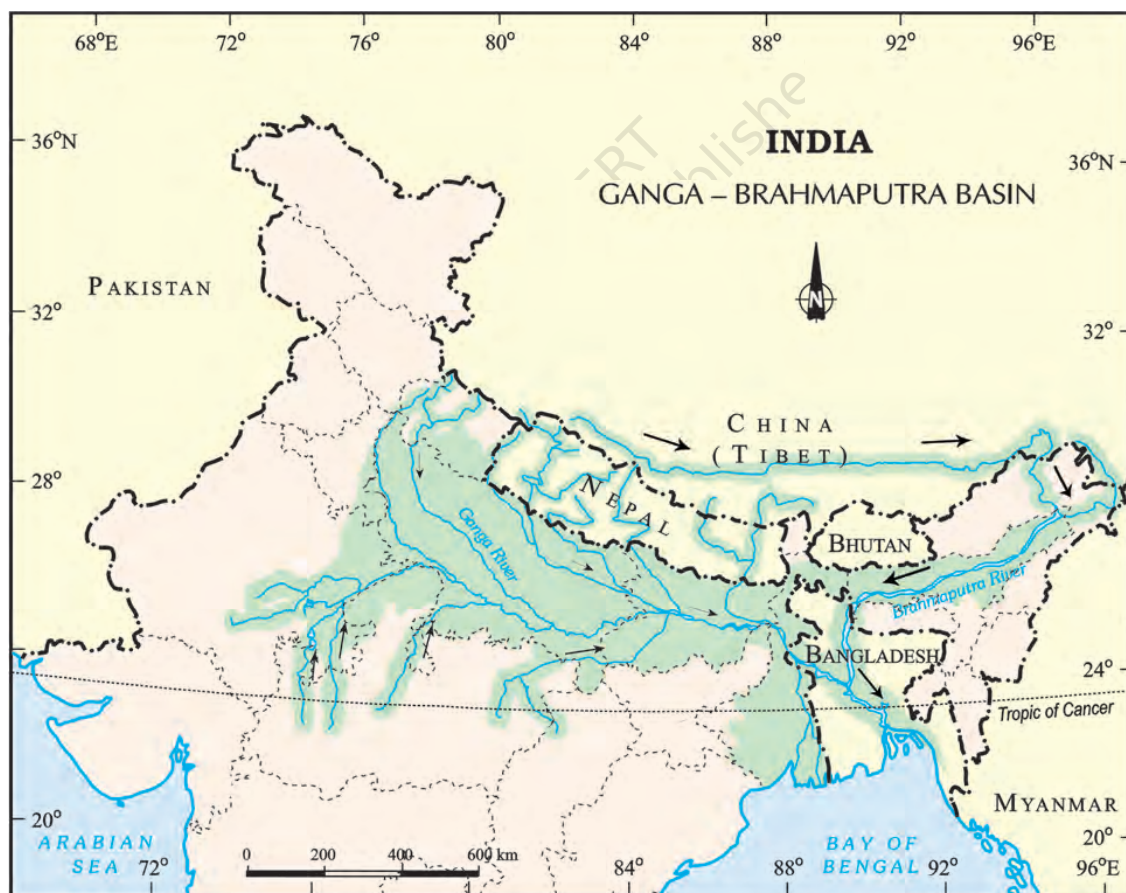 68°E 72° 76° 80° 84° 88° 92° 96°E
36°N
INDIA
36°N
GANGA – BRAHMAPUTRA BASIN
PAKISTAN
N
32°
32°
CHINA
(TIBET)
28°
28°
NEPAL
Ganga River
BHUTAN
Brahmaputra River
BANGLADESH
24°
Tropic of Cancer
MYANMAR
20°
20°
ARABIAN
SEA
72°
0 200 400 600 km
84°
88°
BAY OF
BENGAL
92°
96°E